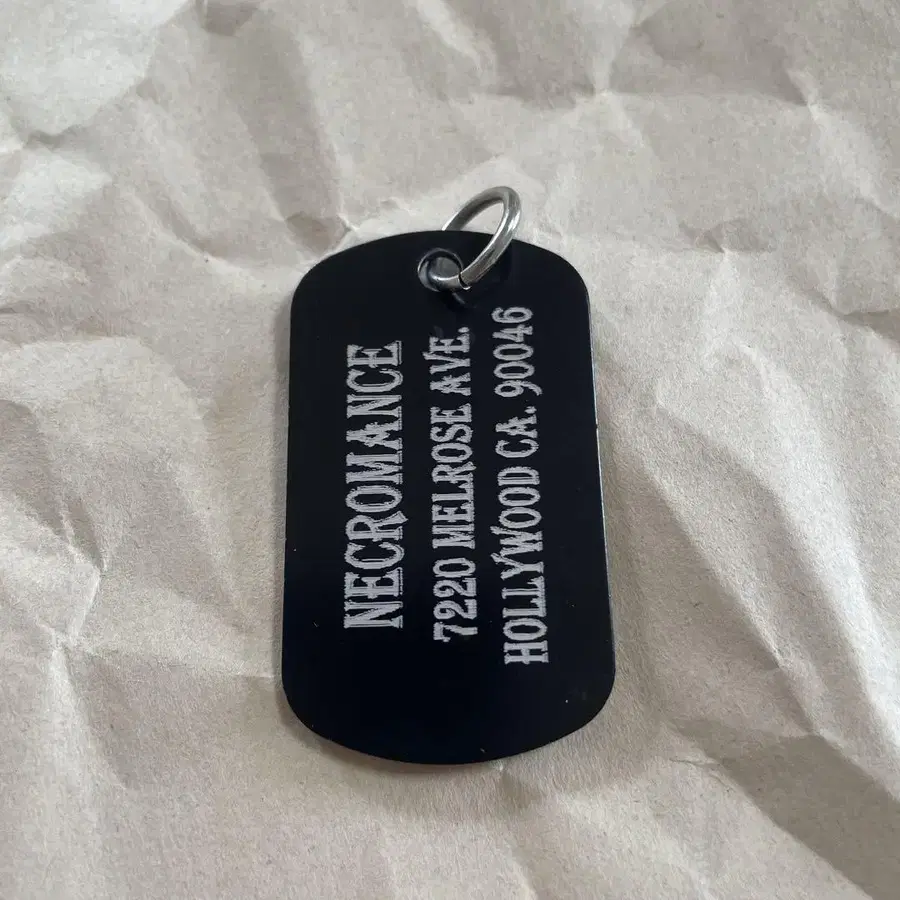 NECROMANCE
7220 MELROSE AVE.
HOLLYWOOD CA. 90046